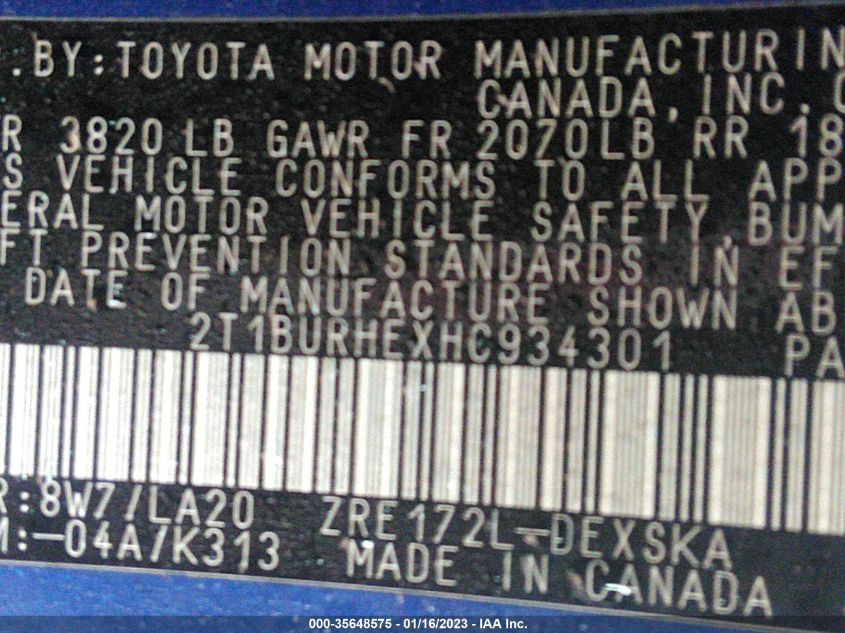 . BY: TOYOTA MOTOR MANUFACTURIN
CANADA, INC.
R 3820 LB GAWR FR 2070LB RR 18
S VEHICLE CONFORMS TO ALL APP
ERAL MOTOR VEHICLE SAFETY, BUM
FT PREVENTION STANDARDS IN EF
DATE OF MANUFACTURE SHOWN AB
2T1BURHEXHC934301 PA
R:8W7/LA20 ZRE172L-DEXSKA
M:-04A/K313 MADE IN CANADA
000-35648575 - 01/16/2023 - IAA Inc.